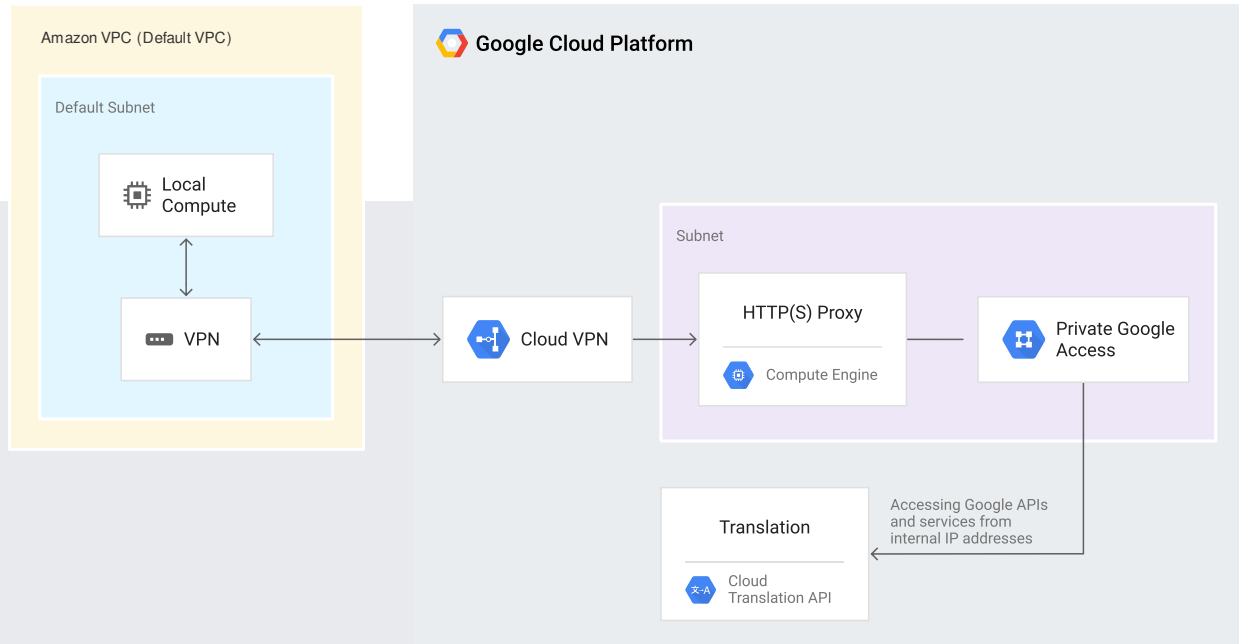 Amazon VPC (Default VPC)
Default Subnet
Local
Compute
VPN
Google Cloud Platform
Cloud VPN
Subnet
HTTP(S) Proxy
Compute Engine
Private Google
Access
Accessing Google APIs
and services from
internal IP addresses
Translation
文→A
Cloud
Translation API